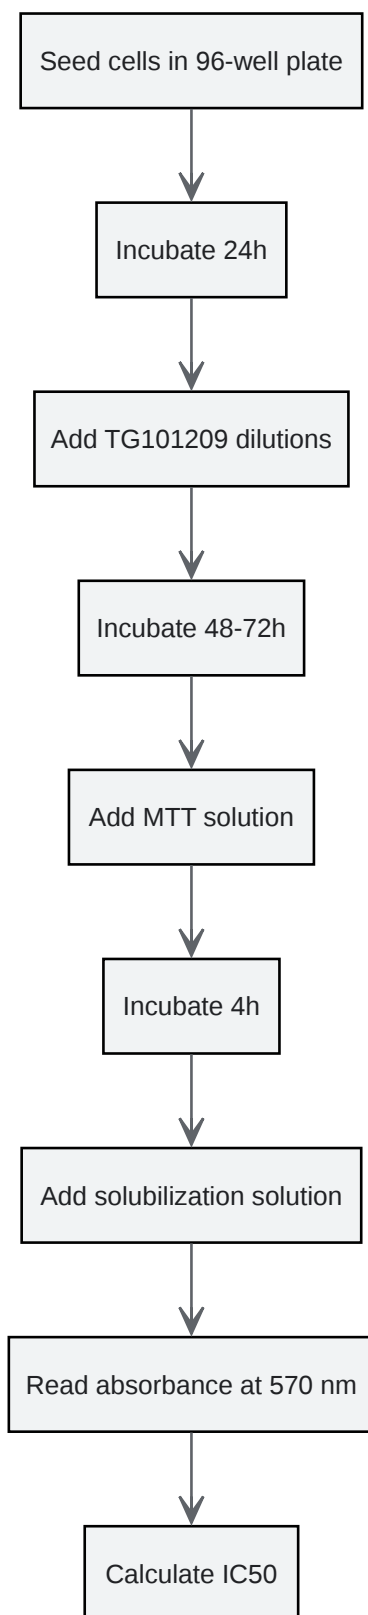 Seed cells in 96-well plate
Incubate 24h
Add TG101209 dilutions
Incubate 48-72h
Add MTT solution
Incubate 4h
Add solubilization solution
Read absorbance at 570 nm
Calculate IC50